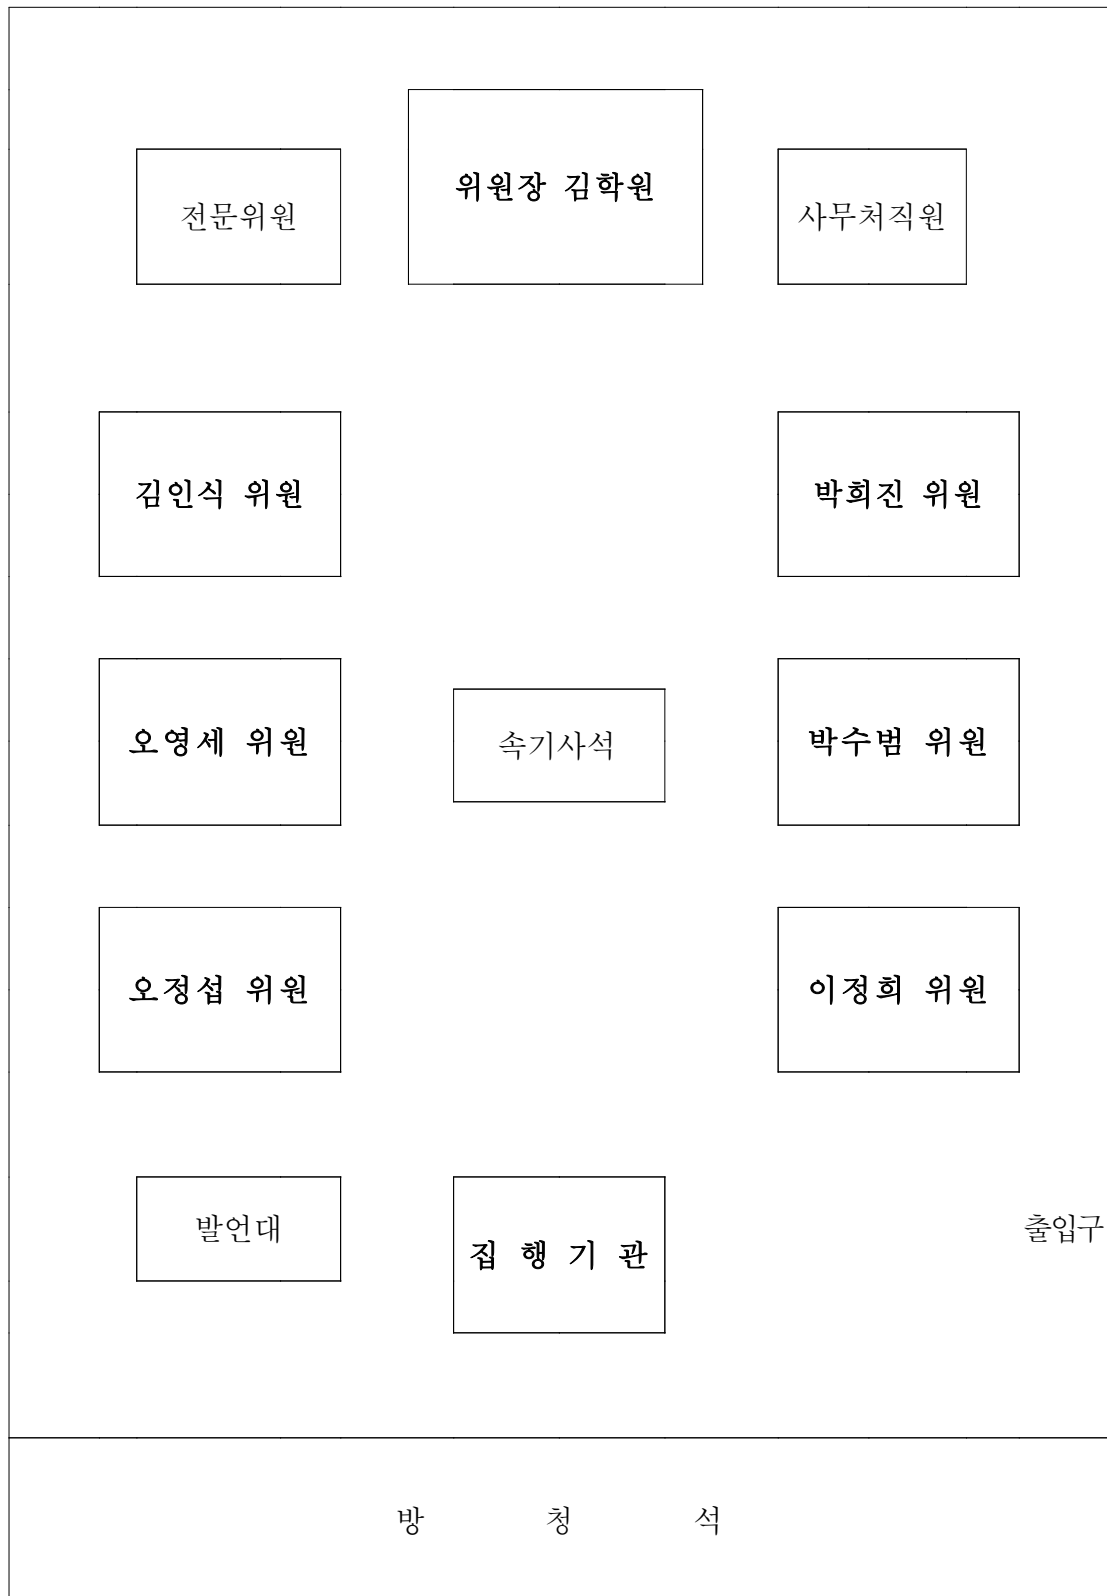 위원장 김학원
전문위원
사무처직원
김인식 위원
박희진 위원
오영세 위원
속기사석
박수범 위원
오정섭 위원
이정희 위원
발언대
집 행 기 관
출입구
방 청 석